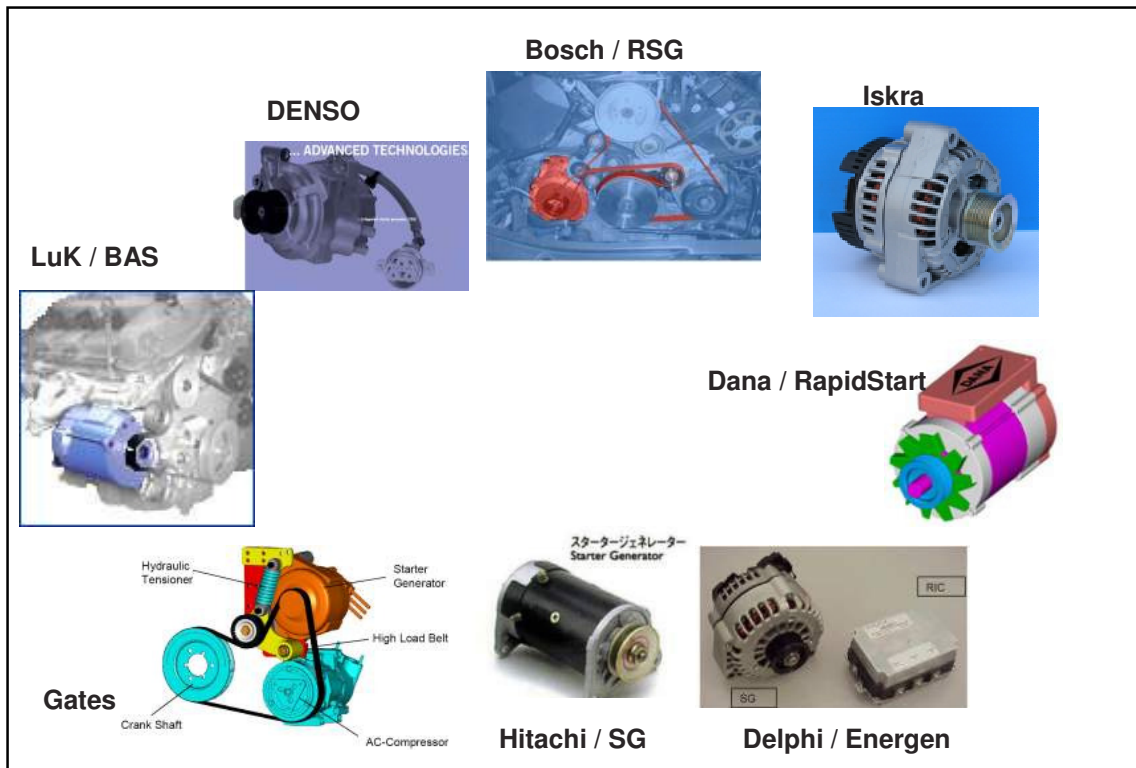 Bosch / RSG
Iskra
DENSO
... ADVANCED TECHNOLOGIES
LuK / BAS
Dana / RapidStart
DANA
Hydraulic
Tensioner
Starter
Generator
High Load Belt
Gates
Crank Shaft
AC-Compressor
スタータージェネレーター
Starter Generator
Hitachi / SG
RIC
SG
Delphi / Energen